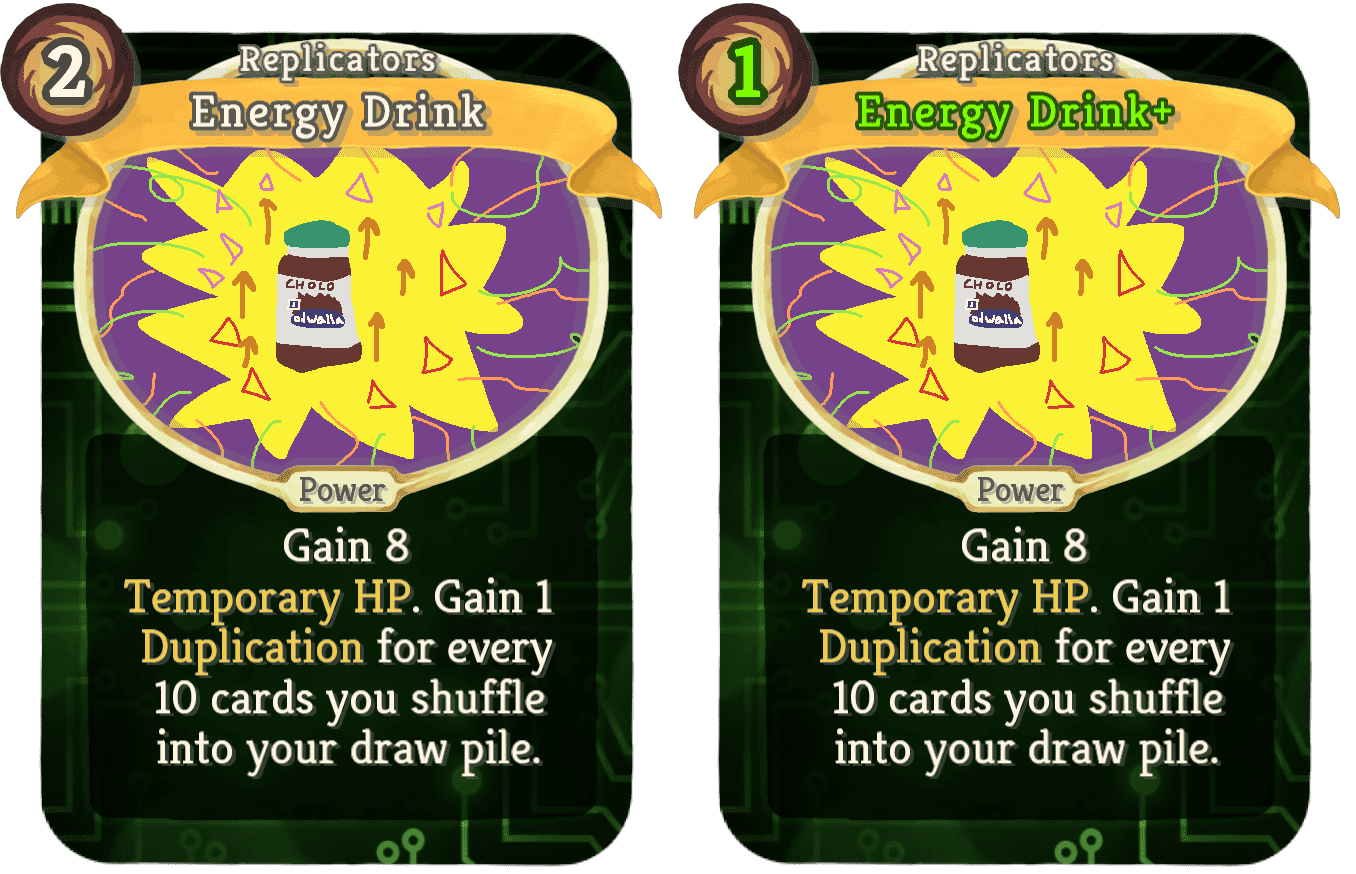 2
Replicators
Energy Drink
CHOLO
odwalla
Power
Gain 8
Temporary HP. Gain 1
Duplication for every
10 cards you shuffle
into your draw pile.
1
Replicators
Energy Drink+
CHOLO
odwalla
Power
Gain 8
Temporary HP. Gain 1
Duplication for every
10 cards you shuffle
into your draw pile.